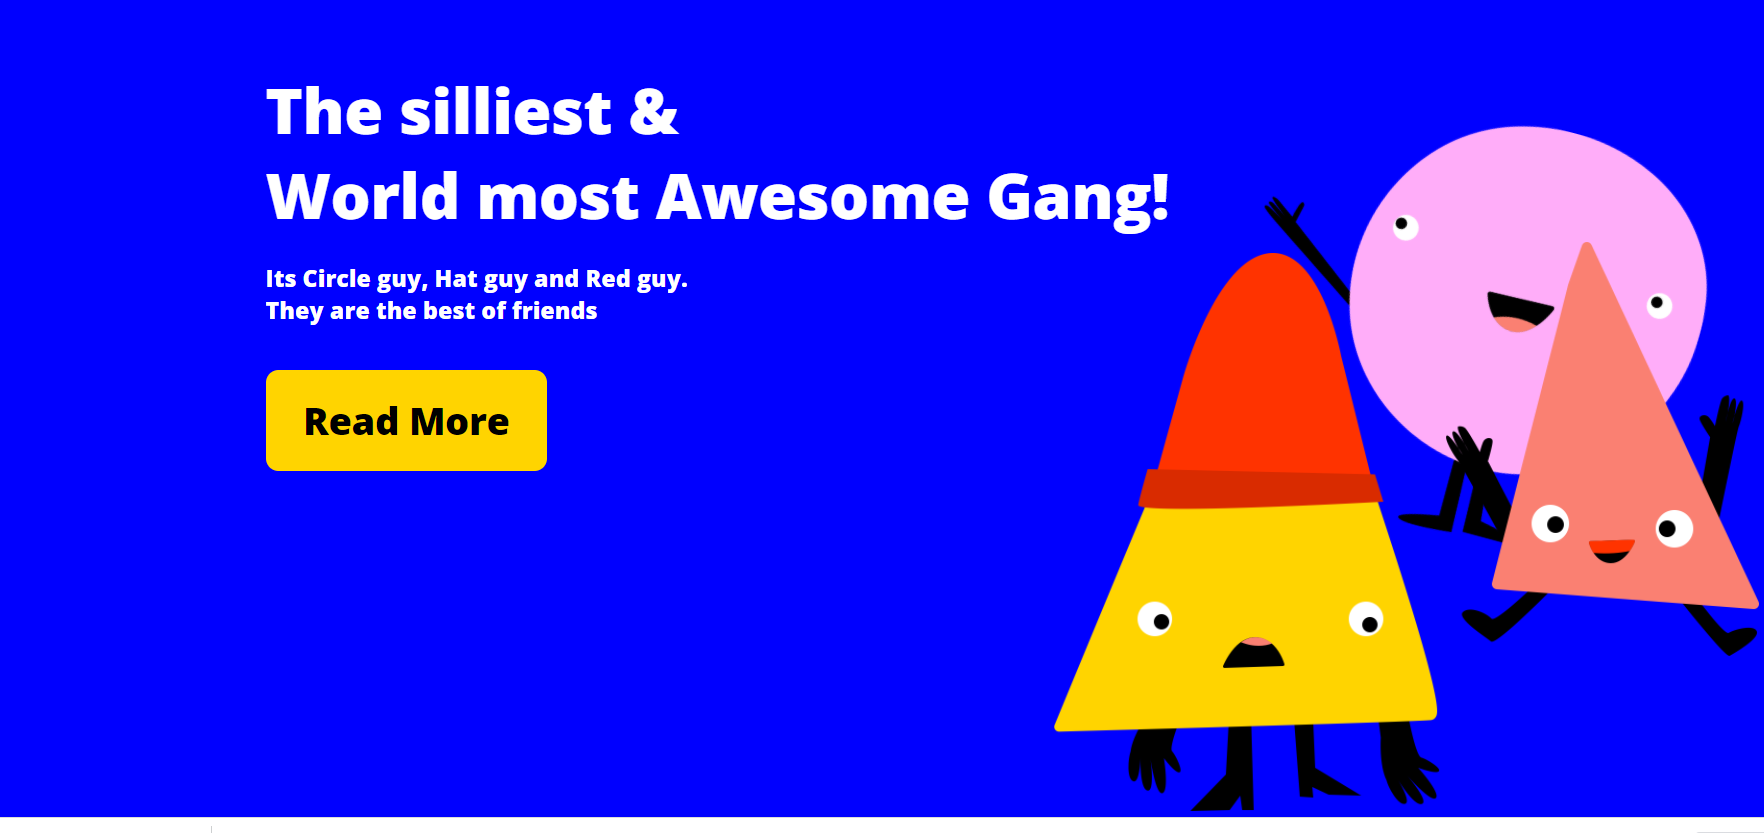 The silliest &
World most Awesome Gang!
Its Circle guy, Hat guy and Red guy.
They are the best of friends
Read More